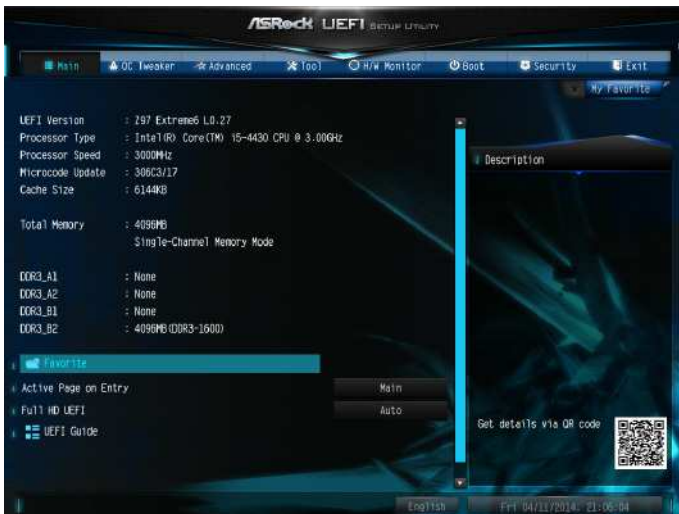 ASRock UEFI SETUP UTILITY
Main OC Tweaker Advanced Tool H/W Monitor Boot Security Exit
My Favorite
UEFI Version : Z97 Extreme6 L0.27
Processor Type : Intel(R) Core(TM) i5-4430 CPU @ 3.00GHz
Processor Speed : 3000MHz
Microcode Update : 306C3/17
Cache Size : 6144KB
Total Memory : 4096MB
Single-Channel Memory Mode
DDR3_A1 : None
DDR3_A2 : None
DDR3_B1 : None
DDR3_B2 : 4096MB(DDR3-1600)
Favorite
Active Page on Entry Main
Full HD UEFI Auto
UEFI Guide
Description
Get details via QR code
English Fri 04/11/2014; 21:06:04